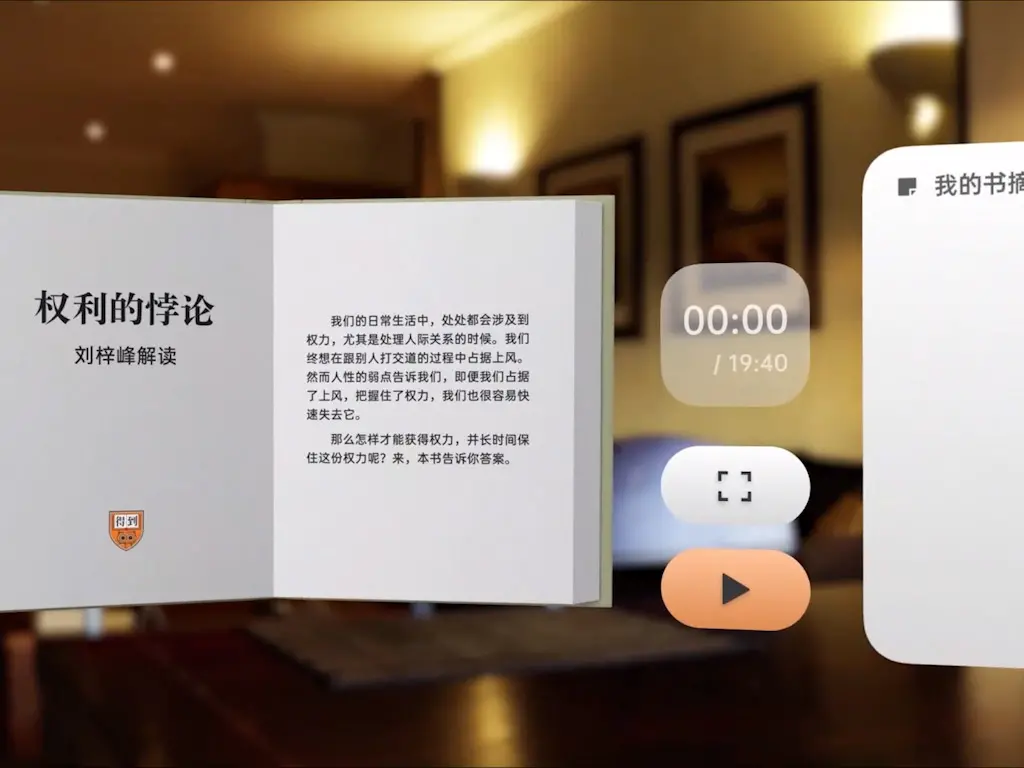 权利的悖论
刘梓峰解读
得到
我们的日常生活中，处处都会涉及到
权力，尤其是处理人际关系的时候。我们
终想在跟别人打交道的过程中占据上风。
然而人性的弱点告诉我们，即便我们占据
了上风，把握住了权力，我们也很容易快
速失去它。
那么怎样才能获得权力，并长时间保
住这份权力呢？来，本书告诉你答案。
00:00
/ 19:40
我的书摘